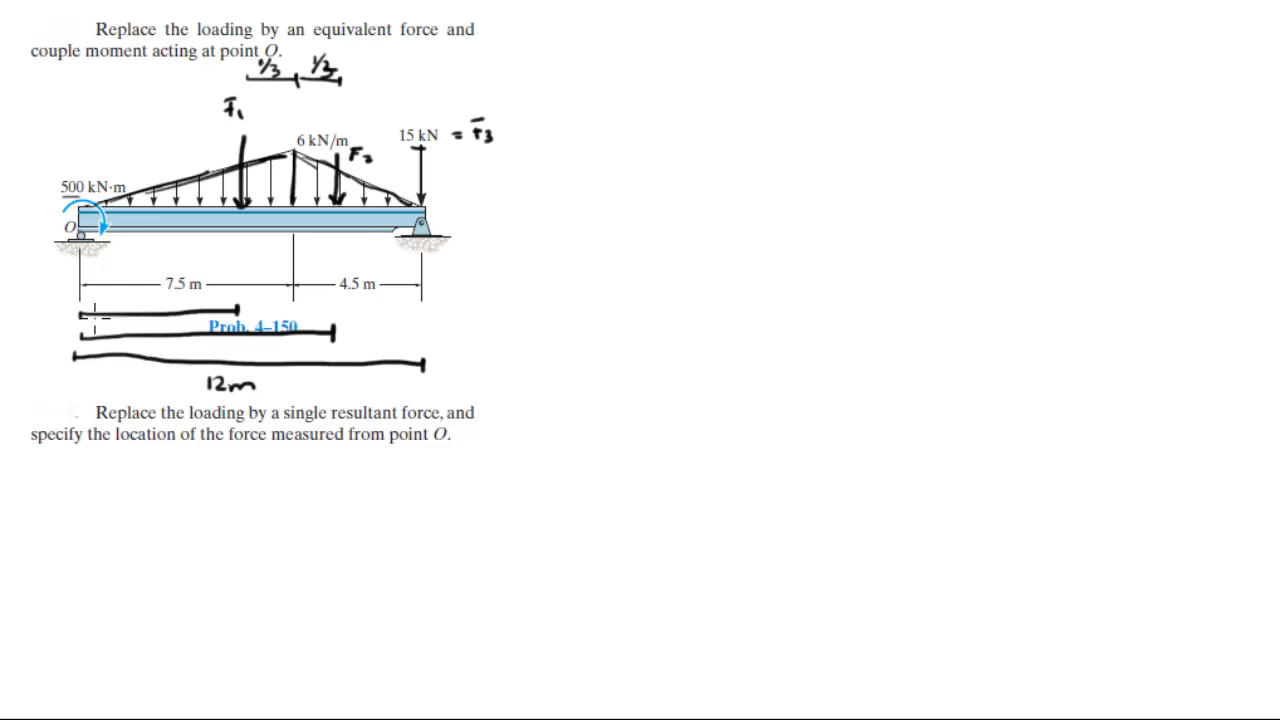 Replace the loading by an equivalent force and
couple moment acting at point O.
1/3 1/3
F1
6 kN/m
15 kN = F3
F2
500 kN·m
O
7.5 m
4.5 m
Prob. 4–150
12m
Replace the loading by a single resultant force, and
specify the location of the force measured from point O.